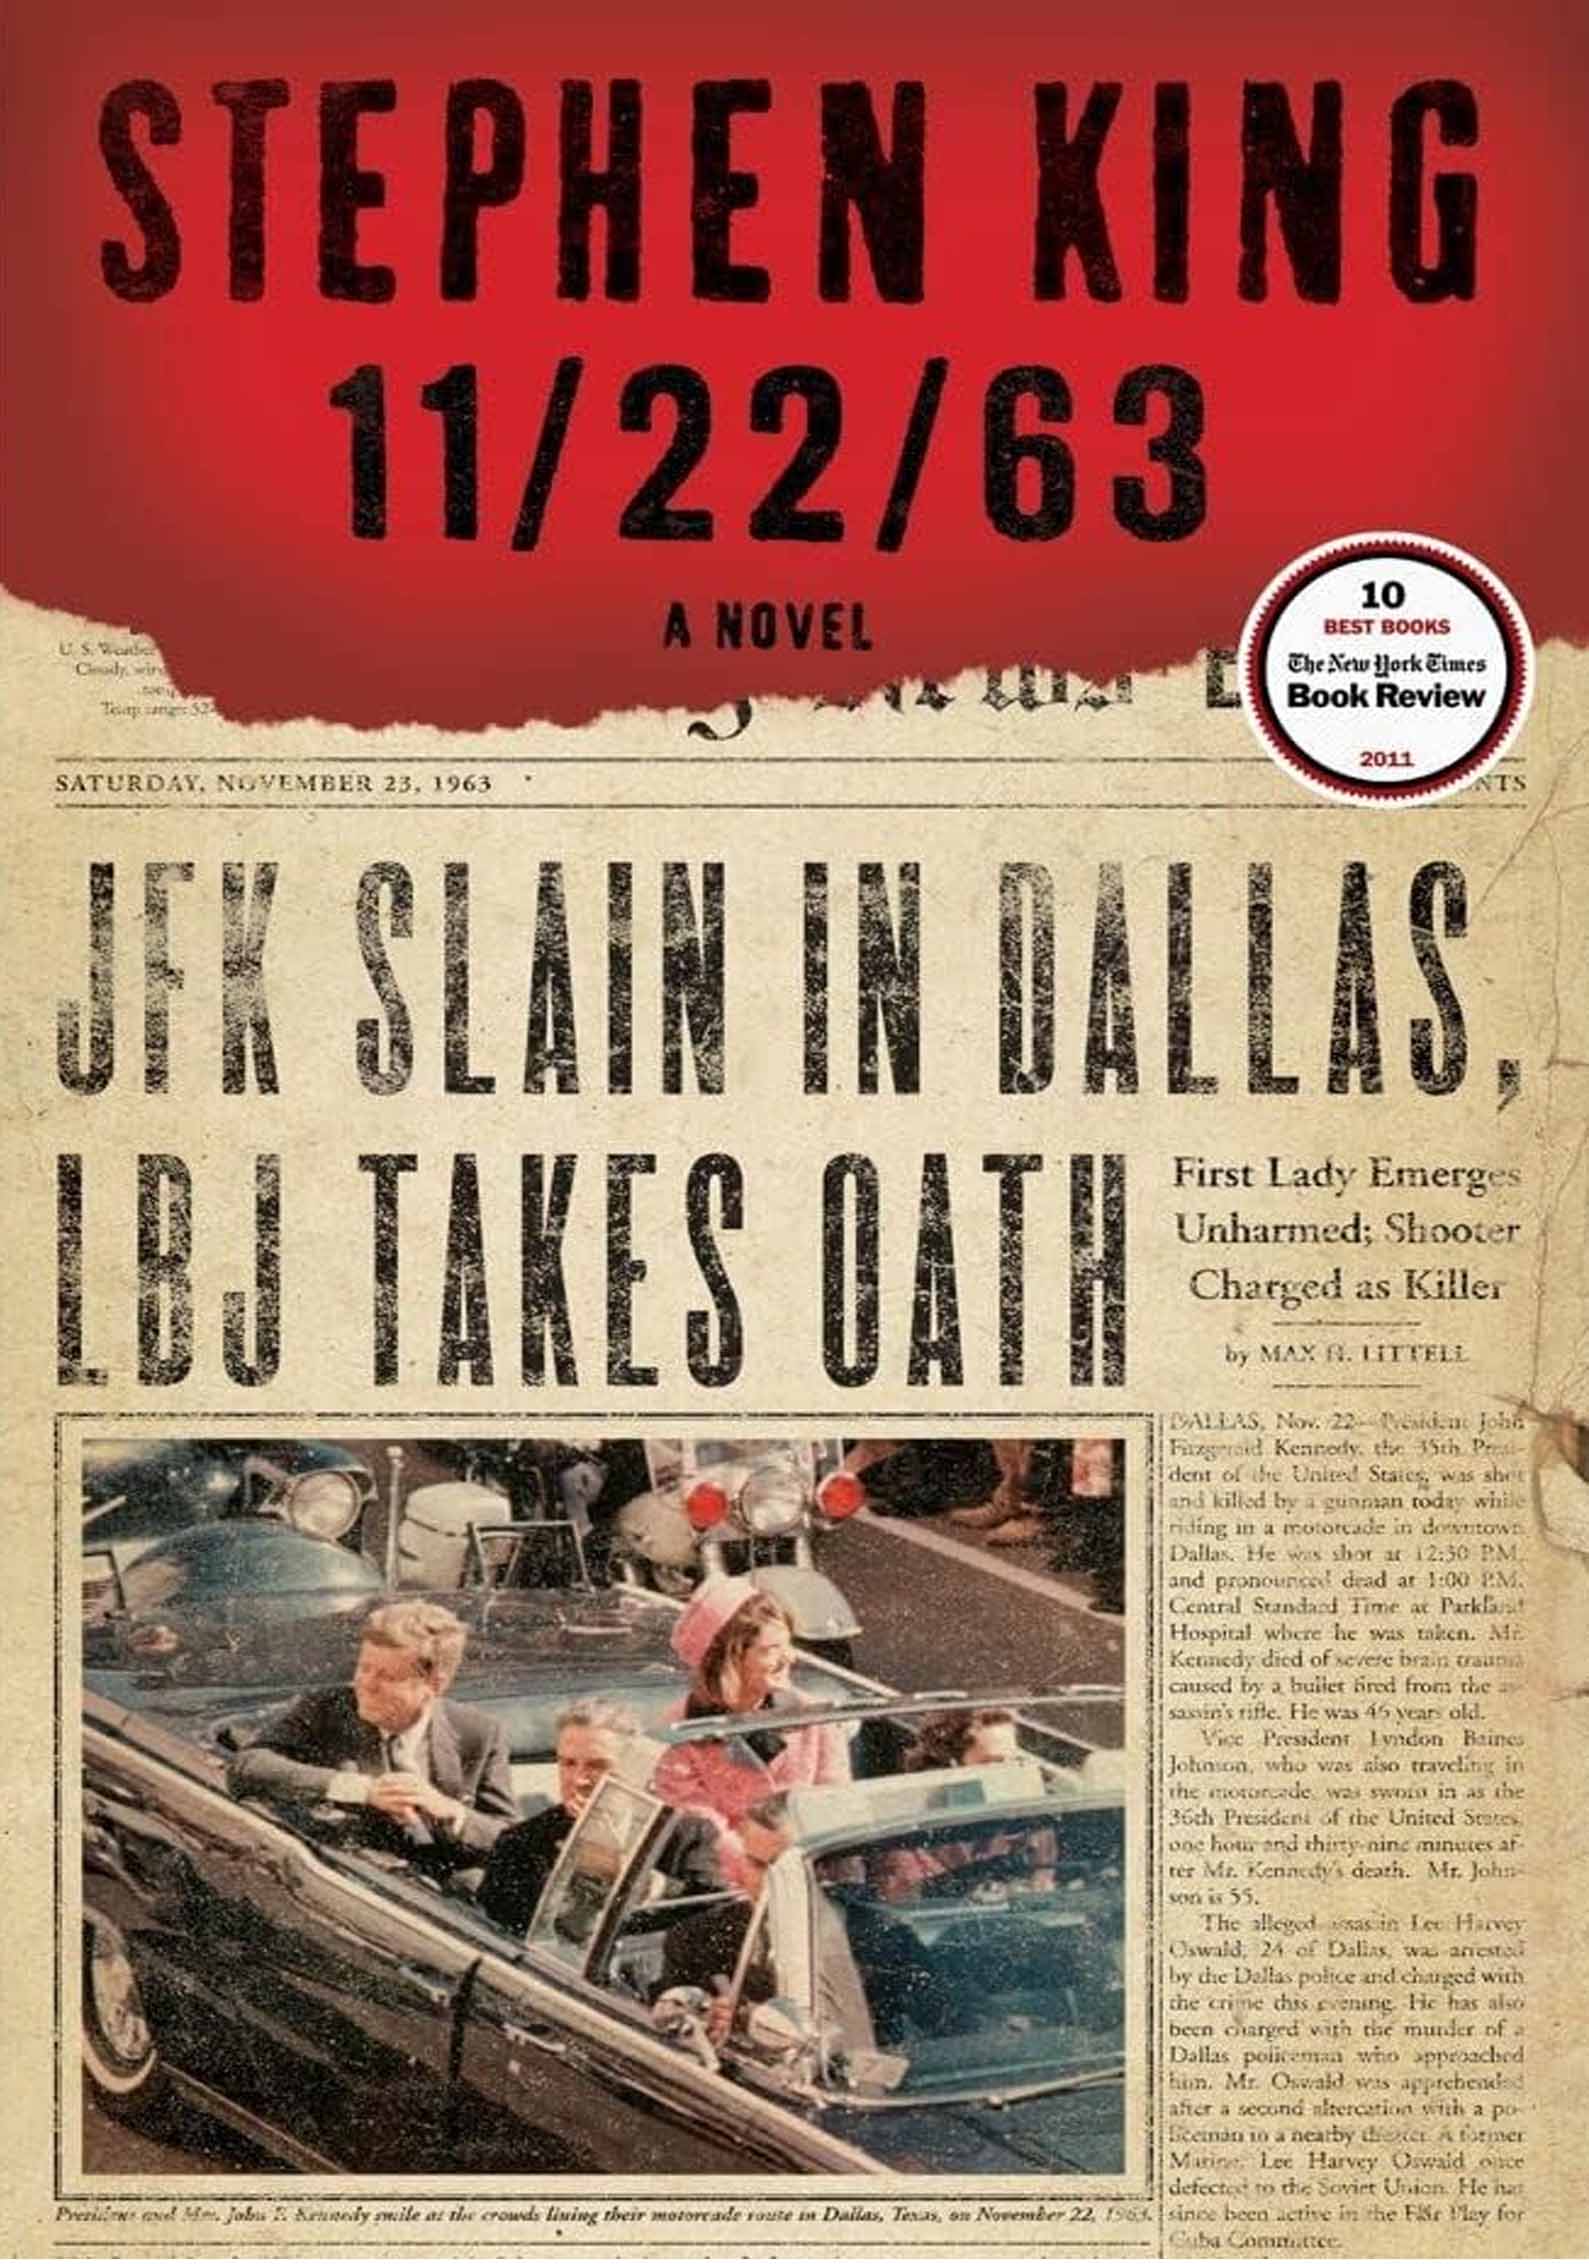 STEPHEN KING
11/22/63
A NOVEL
10
BEST BOOKS
The New York Times
Book Review
2011
U. S. Weather
Cloudy,
SATURDAY, NOVEMBER 23, 1963
NTS
JFK SLAIN IN DALLAS,
LBJ TAKES OATH
First Lady Emerges
Unharmed; Shooter
Charged as Killer
by MAX H. LITTELL
DALLAS, Nov. 22—President John
Fitzgerald Kennedy, the 35th Presi-
dent of the United States, was shot
and killed by a gunman today while
riding in a motorcade in downtown
Dallas. He was shot at 12:30 P.M.
and pronounced dead at 1:00 P.M.
Central Standard Time at Parkland
Hospital where he was taken. Mr.
Kennedy died of severe brain trauma
caused by a bullet fired from the as-
sassin's rifle. He was 46 years old.
Vice President Lyndon Baines
Johnson, who was also traveling in
the motorcade, was sworn in as the
36th President of the United States,
one hour and thirty-nine minutes af-
ter Mr. Kennedy's death. Mr. John-
son is 55.
The alleged assasin Lee Harvey
Oswald, 24 of Dallas, was arrested
by the Dallas police and charged with
the crime this evening. He has also
been charged with the murder of a
Dallas policeman who approached
him. Mr. Oswald was apprehended
after a second altercation with a po-
liceman in a nearby theater. A former
Marine, Lee Harvey Oswald once
defected to the Soviet Union. He has
since been active in the Fair Play for
Cuba Committee.
President and Mrs. John F. Kennedy smile at the crowds lining their motorcade route in Dallas, Texas, on November 22, 1963.